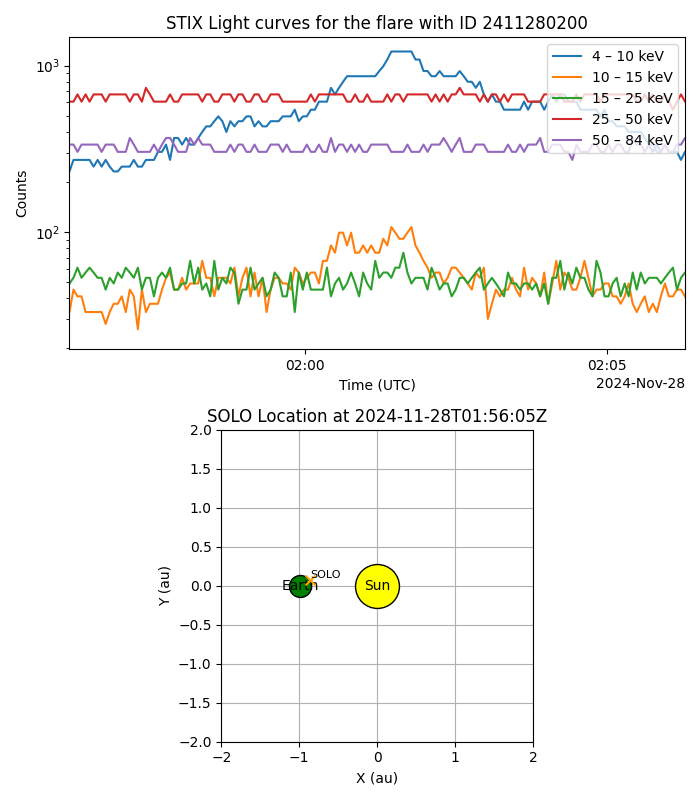 STIX Light curves for the flare with ID 2411280200
10³
10²
Counts
4 – 10 keV
10 – 15 keV
15 – 25 keV
25 – 50 keV
50 – 84 keV
02:00
02:05
Time (UTC)
2024-Nov-28
SOLO Location at 2024-11-28T01:56:05Z
2.0
1.5
1.0
0.5
0.0
−0.5
−1.0
−1.5
−2.0
Y (au)
SOLO
Earth
Sun
−2
−1
0
1
2
X (au)